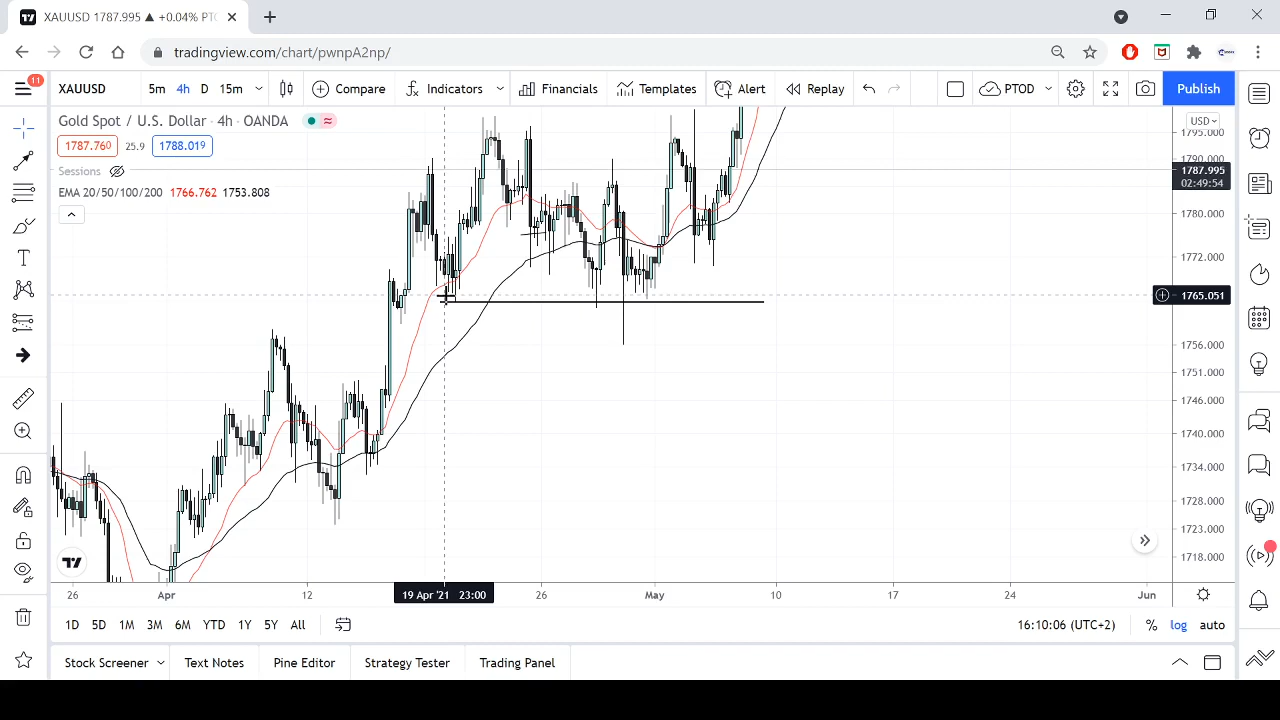 XAUUSD 1787.995 ▲ +0.04% PTO
tradingview.com/chart/pwnpA2np/
11
XAUUSD 5m 4h D 15m Compare Indicators Financials Templates Alert Replay PTOD Publish
Gold Spot / U.S. Dollar · 4h · OANDA
1787.760 25.9 1788.019
Sessions
EMA 20/50/100/200 1766.762 1753.808
USD
1795.000
1790.000
1787.995
02:49:54
1780.000
1772.000
1765.051
1756.000
1751.000
1746.000
1740.000
1734.000
1728.000
1723.000
1718.000
26 Apr 12 19 Apr '21 23:00 26 May 10 17 24 Jun
1D 5D 1M 3M 6M YTD 1Y 5Y All 16:10:06 (UTC+2) % log auto
Stock Screener Text Notes Pine Editor Strategy Tester Trading Panel